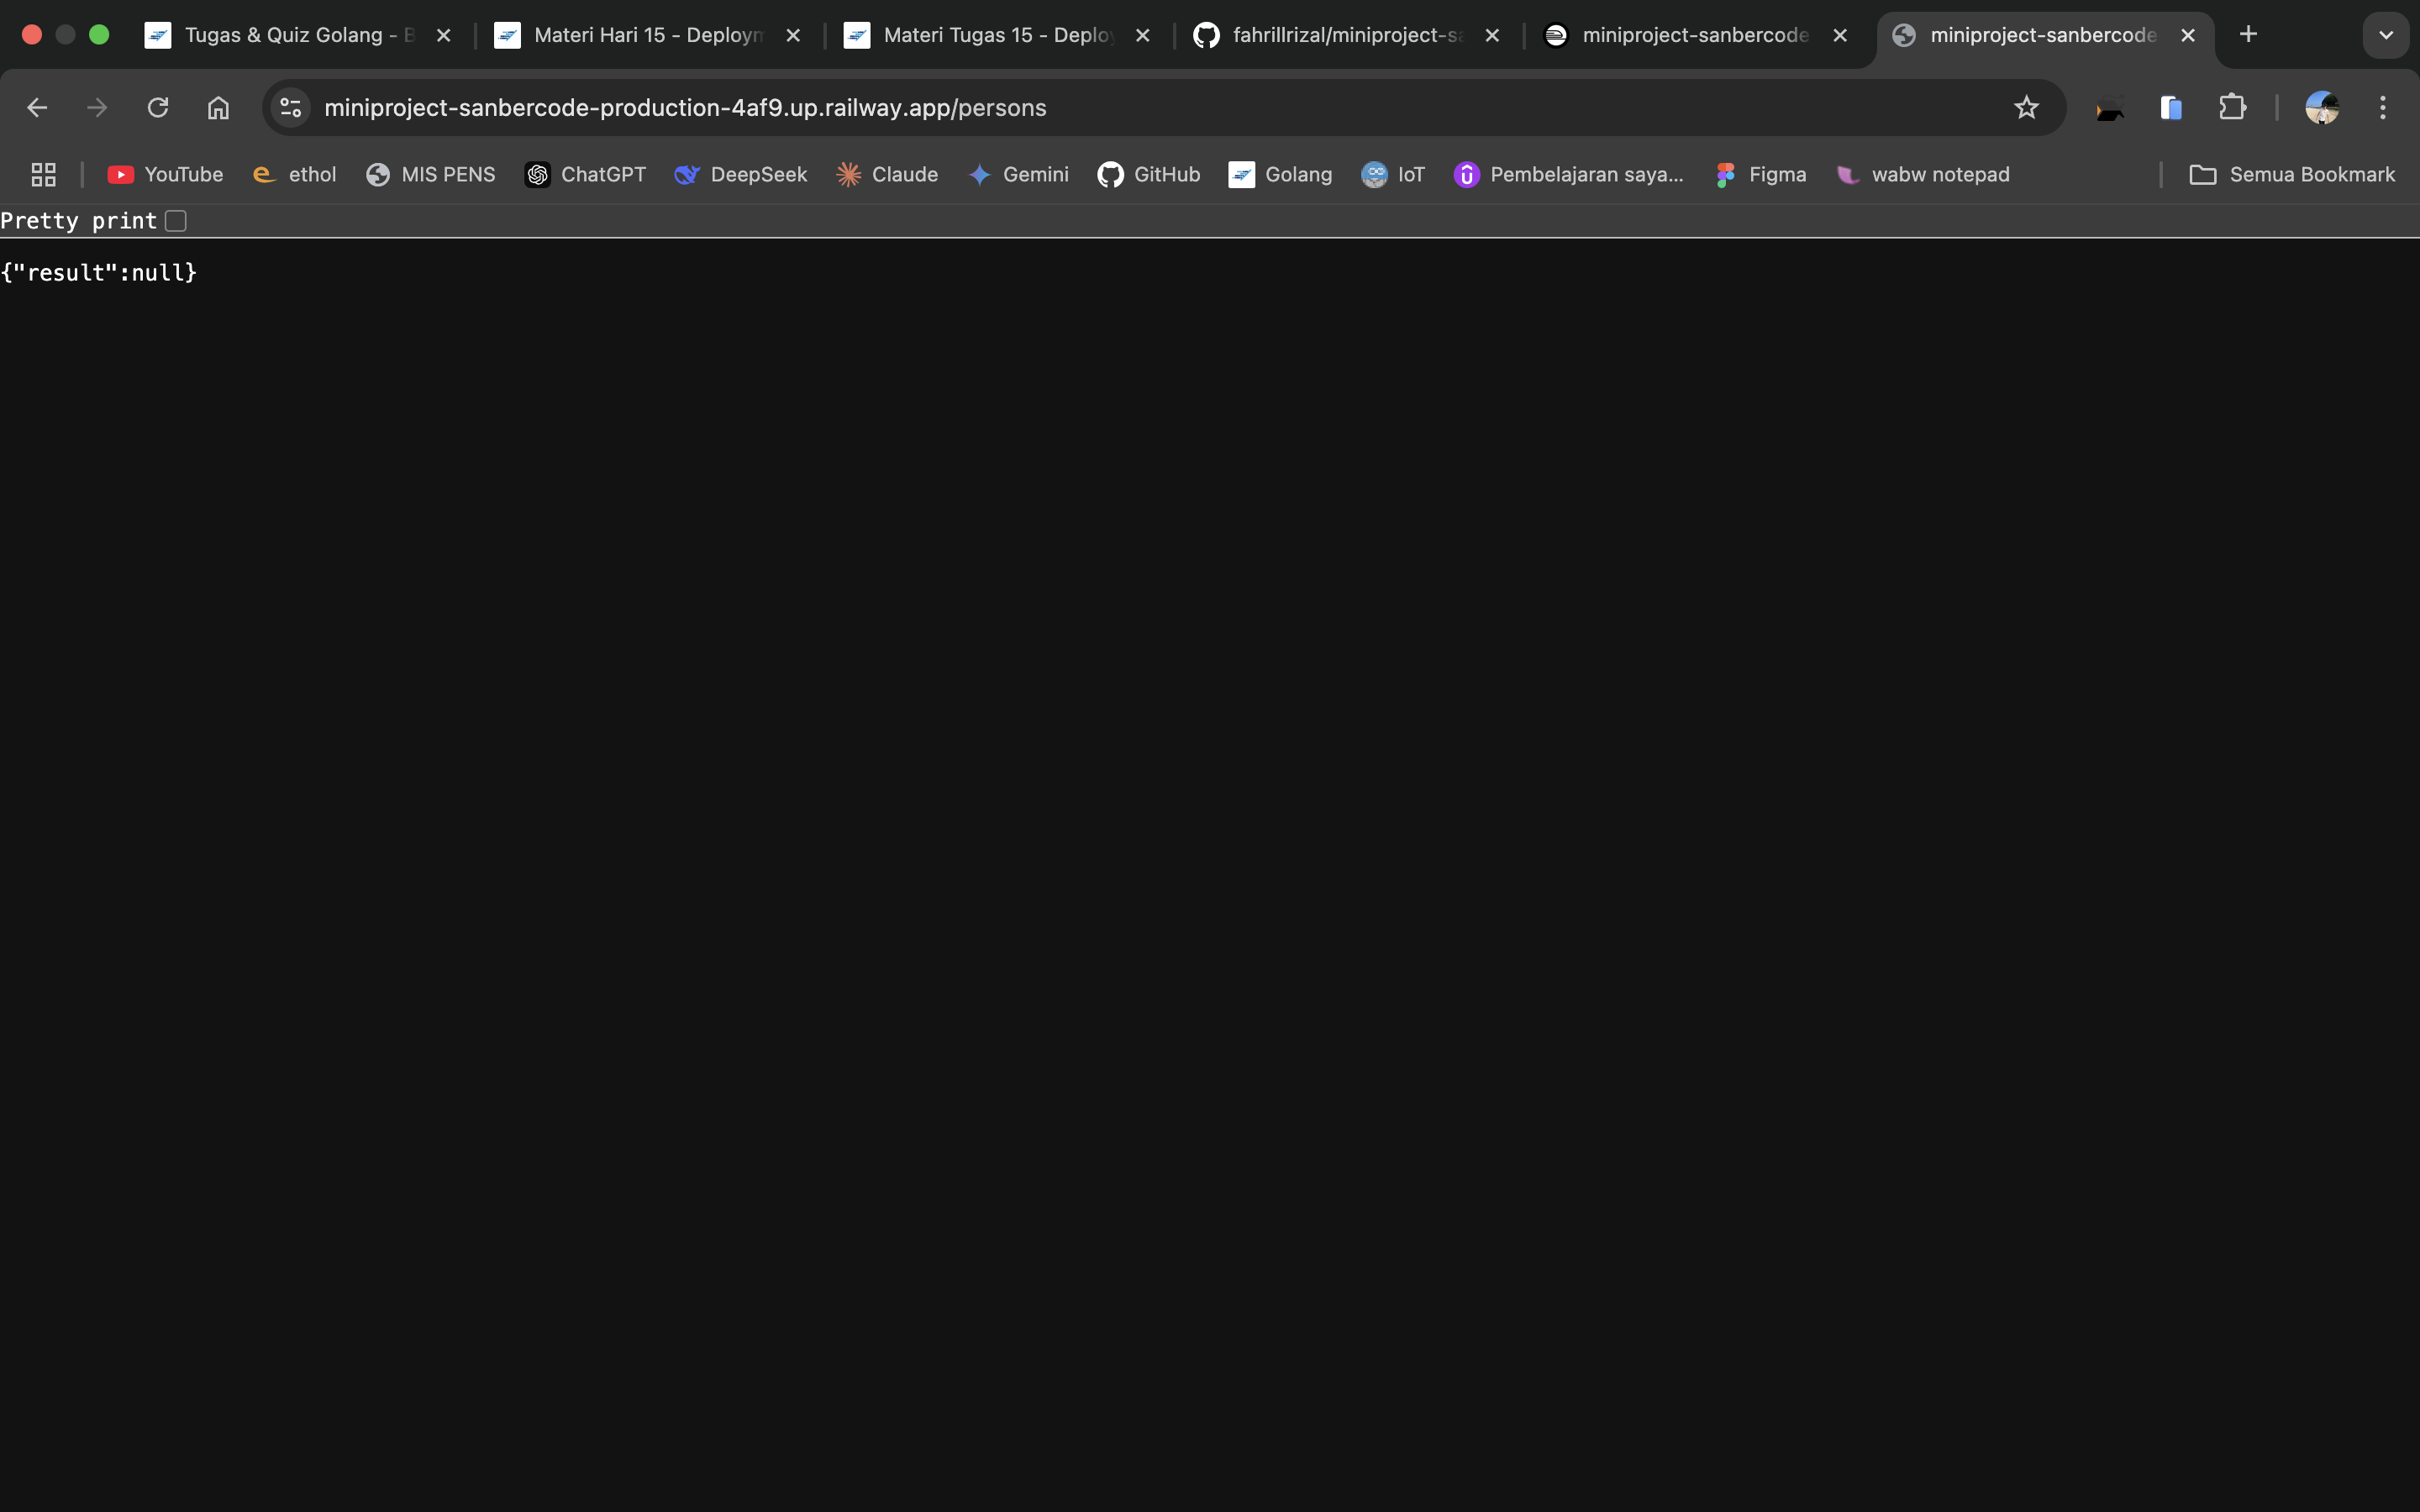 Tugas & Quiz Golang - B
Materi Hari 15 - Deploym
Materi Tugas 15 - Deploy
fahrillrizal/miniproject-sa
miniproject-sanbercode
miniproject-sanbercode
miniproject-sanbercode-production-4af9.up.railway.app/persons
YouTube
ethol
MIS PENS
ChatGPT
DeepSeek
Claude
Gemini
GitHub
Golang
IoT
Pembelajaran saya...
Figma
wabw notepad
Semua Bookmark
Pretty print
{"result":null}